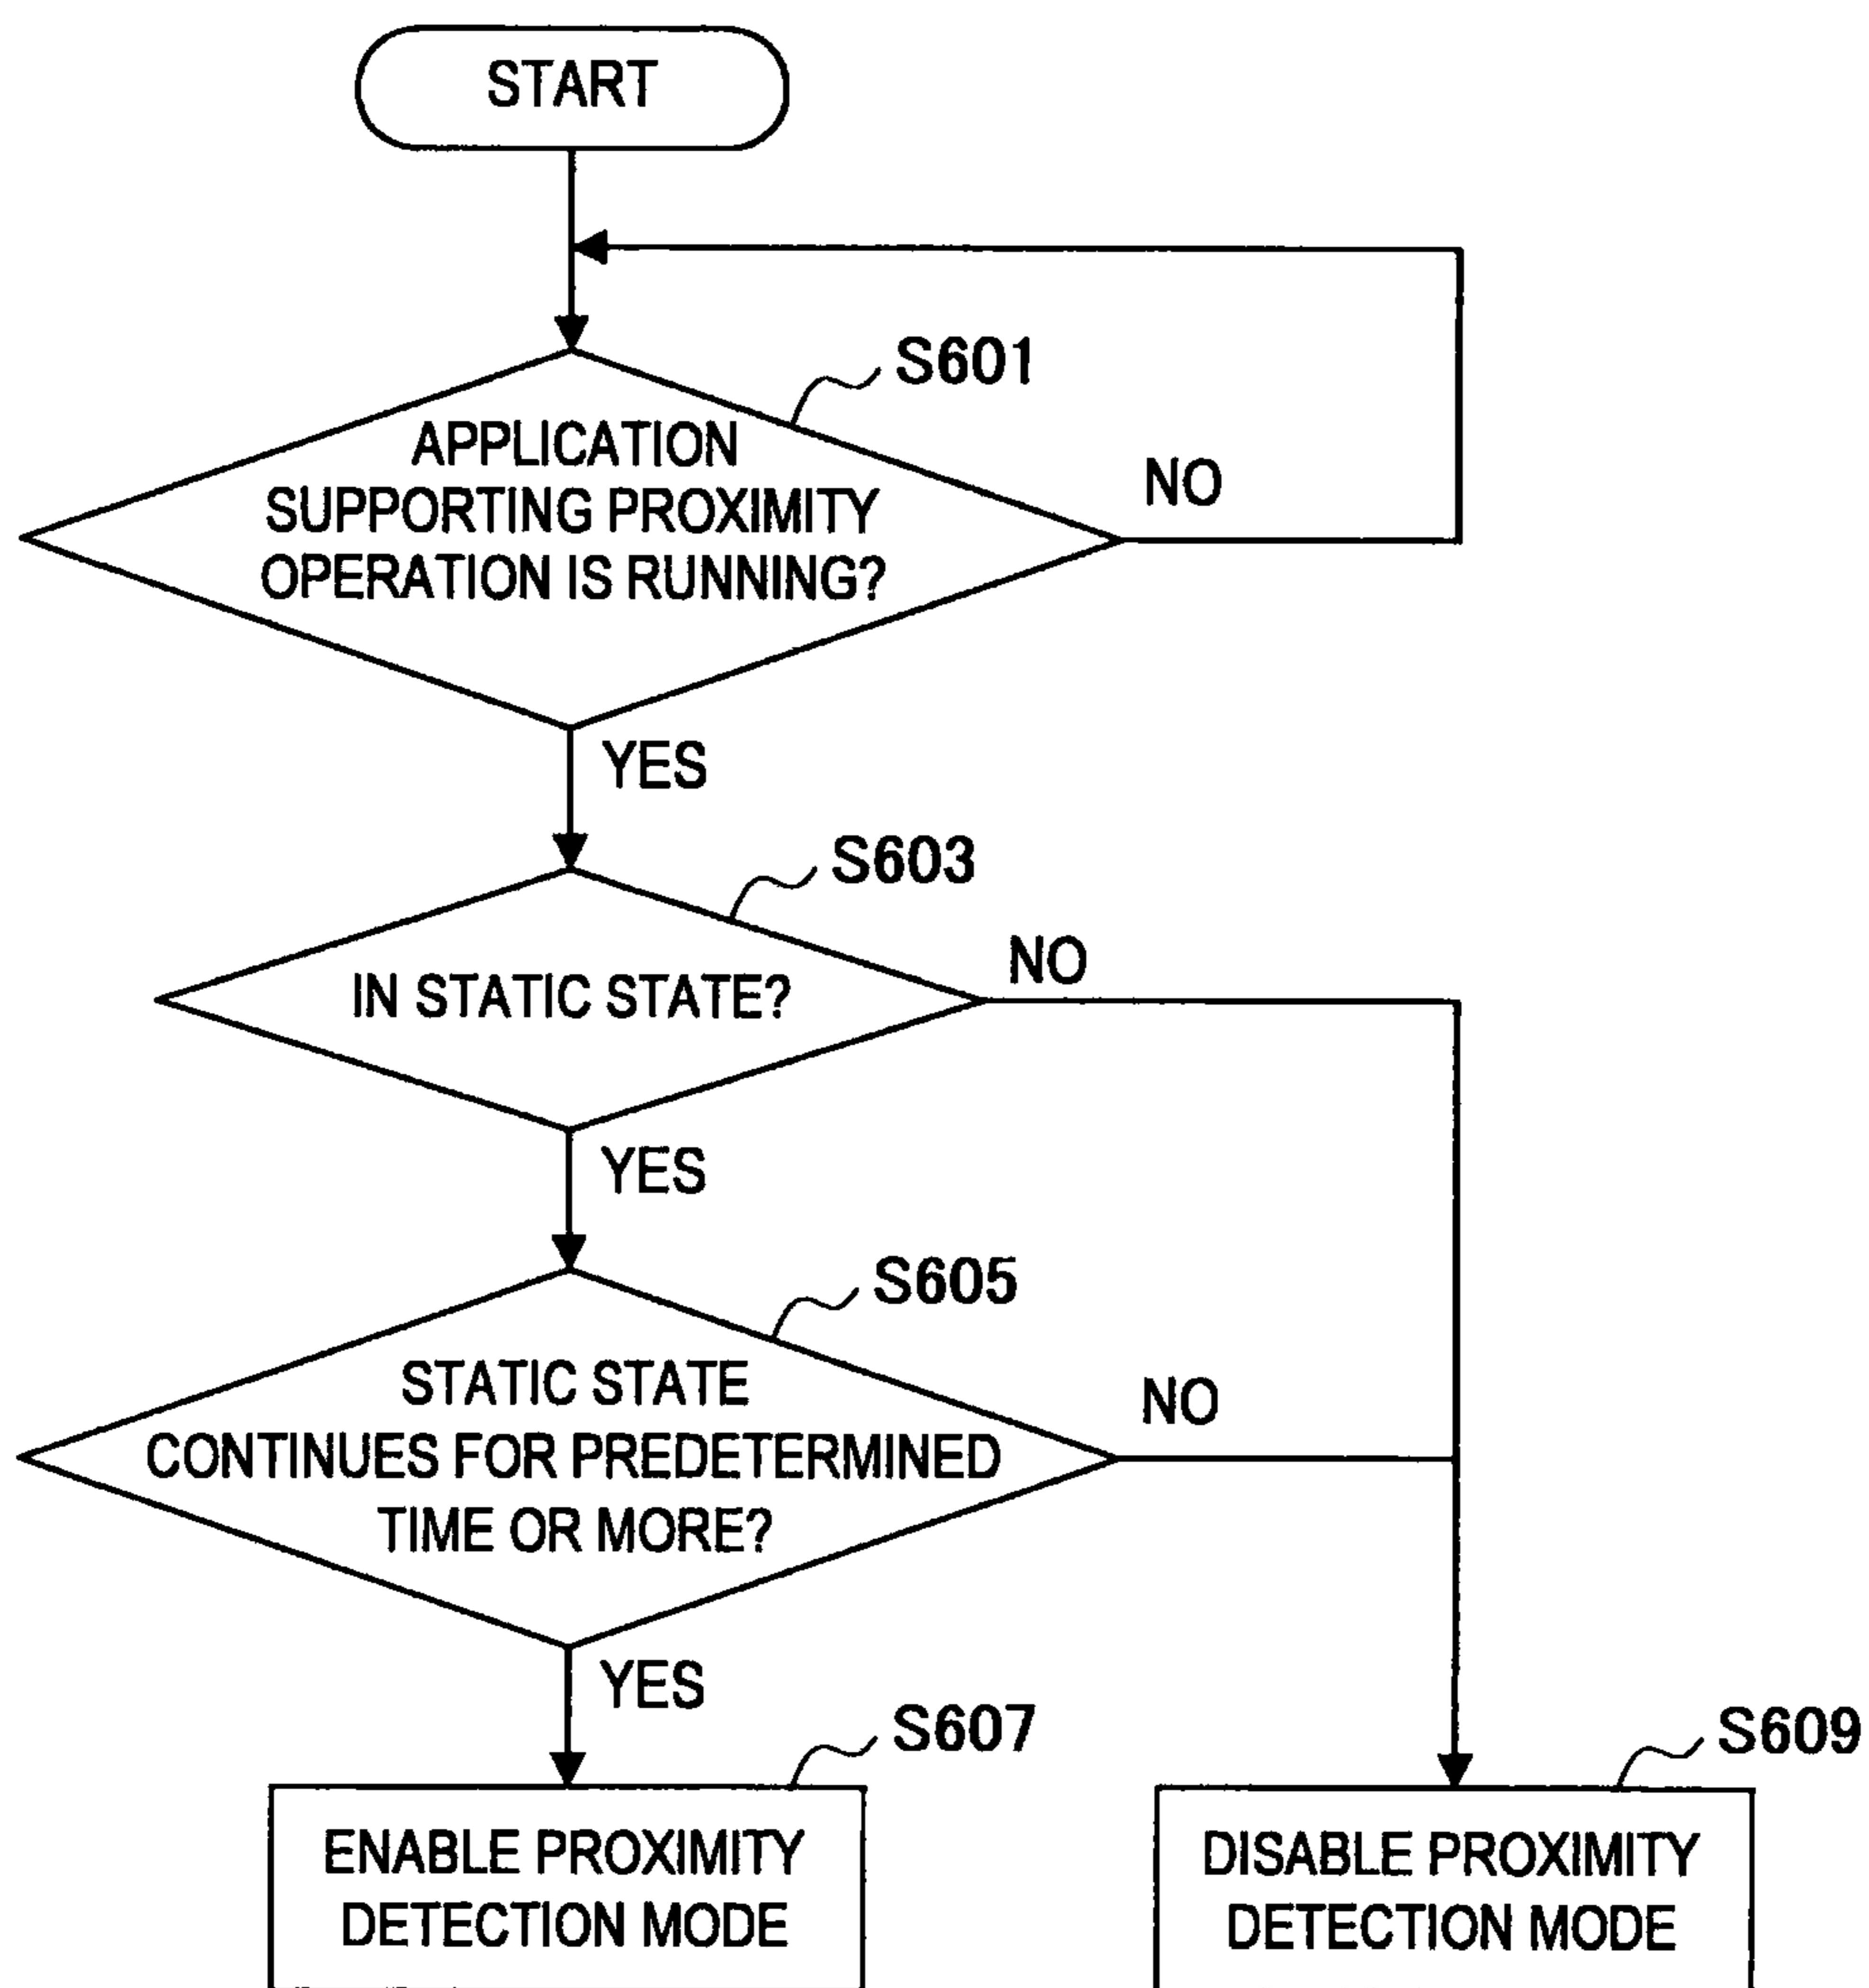 START
S601
APPLICATION
SUPPORTING PROXIMITY
OPERATION IS RUNNING?
NO
YES
S603
IN STATIC STATE?
NO
YES
S605
STATIC STATE
CONTINUES FOR PREDETERMINED
TIME OR MORE?
NO
YES
S607
ENABLE PROXIMITY
DETECTION MODE
S609
DISABLE PROXIMITY
DETECTION MODE